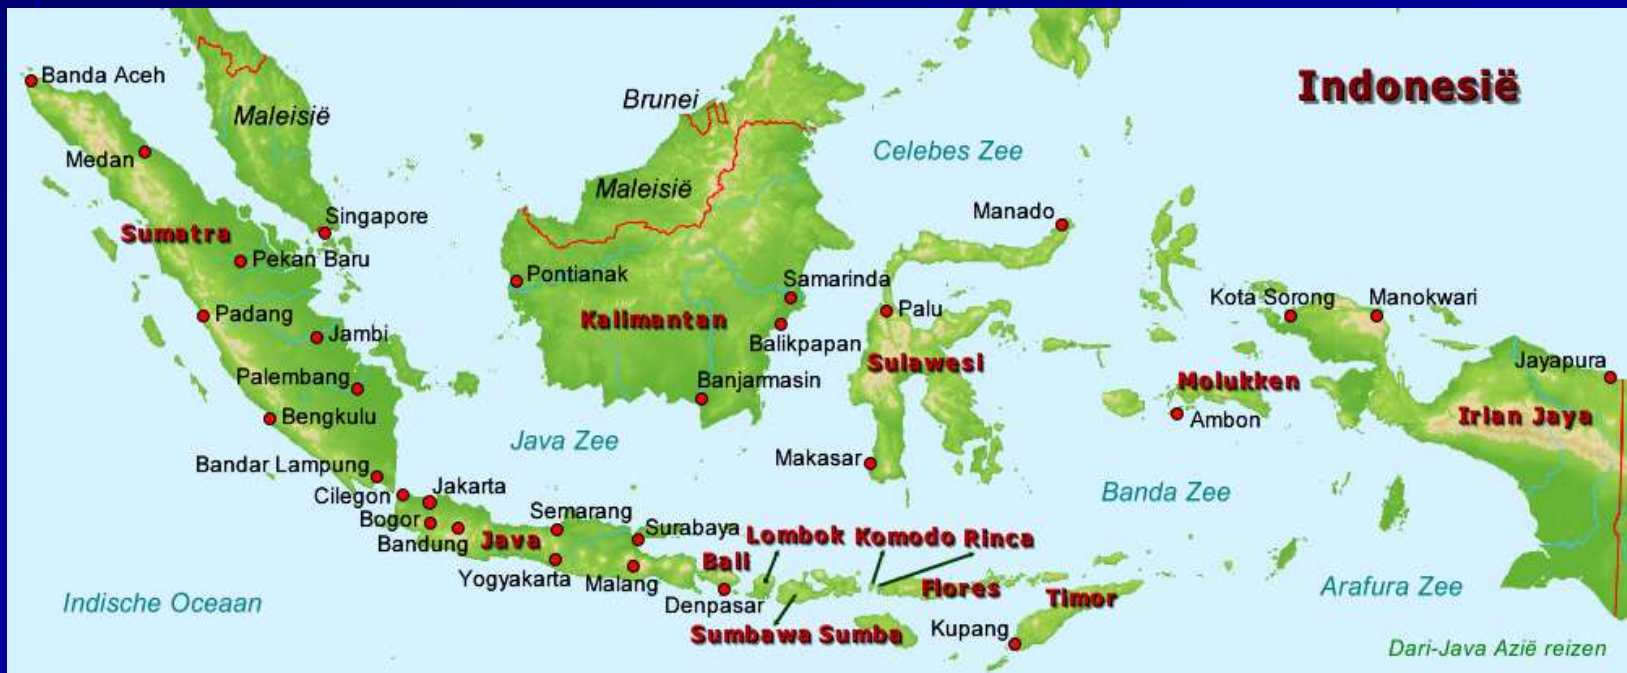 Indonesië
Banda Aceh
Maleisië
Brunei
Medan
Celebes Zee
Maleisië
Singapore
Manado
Sumatra
Pekan Baru
Pontianak
Samarinda
Kota Sorong
Manokwari
Padang
Kalimantan
Palu
Jambi
Balikpapan
Sulawesi
Jayapura
Palembang
Banjarmasin
Molukken
Bengkulu
Irian Jaya
Ambon
Java Zee
Bandar Lampung
Makasar
Cilegon
Jakarta
Banda Zee
Bogor
Semarang
Surabaya
Lombok
Komodo
Rinca
Bandung
Java
Bali
Yogyakarta
Malang
Flores
Arafura Zee
Indische Oceaan
Denpasar
Timor
Sumbawa
Sumba
Kupang
Dari-Java Azië reizen